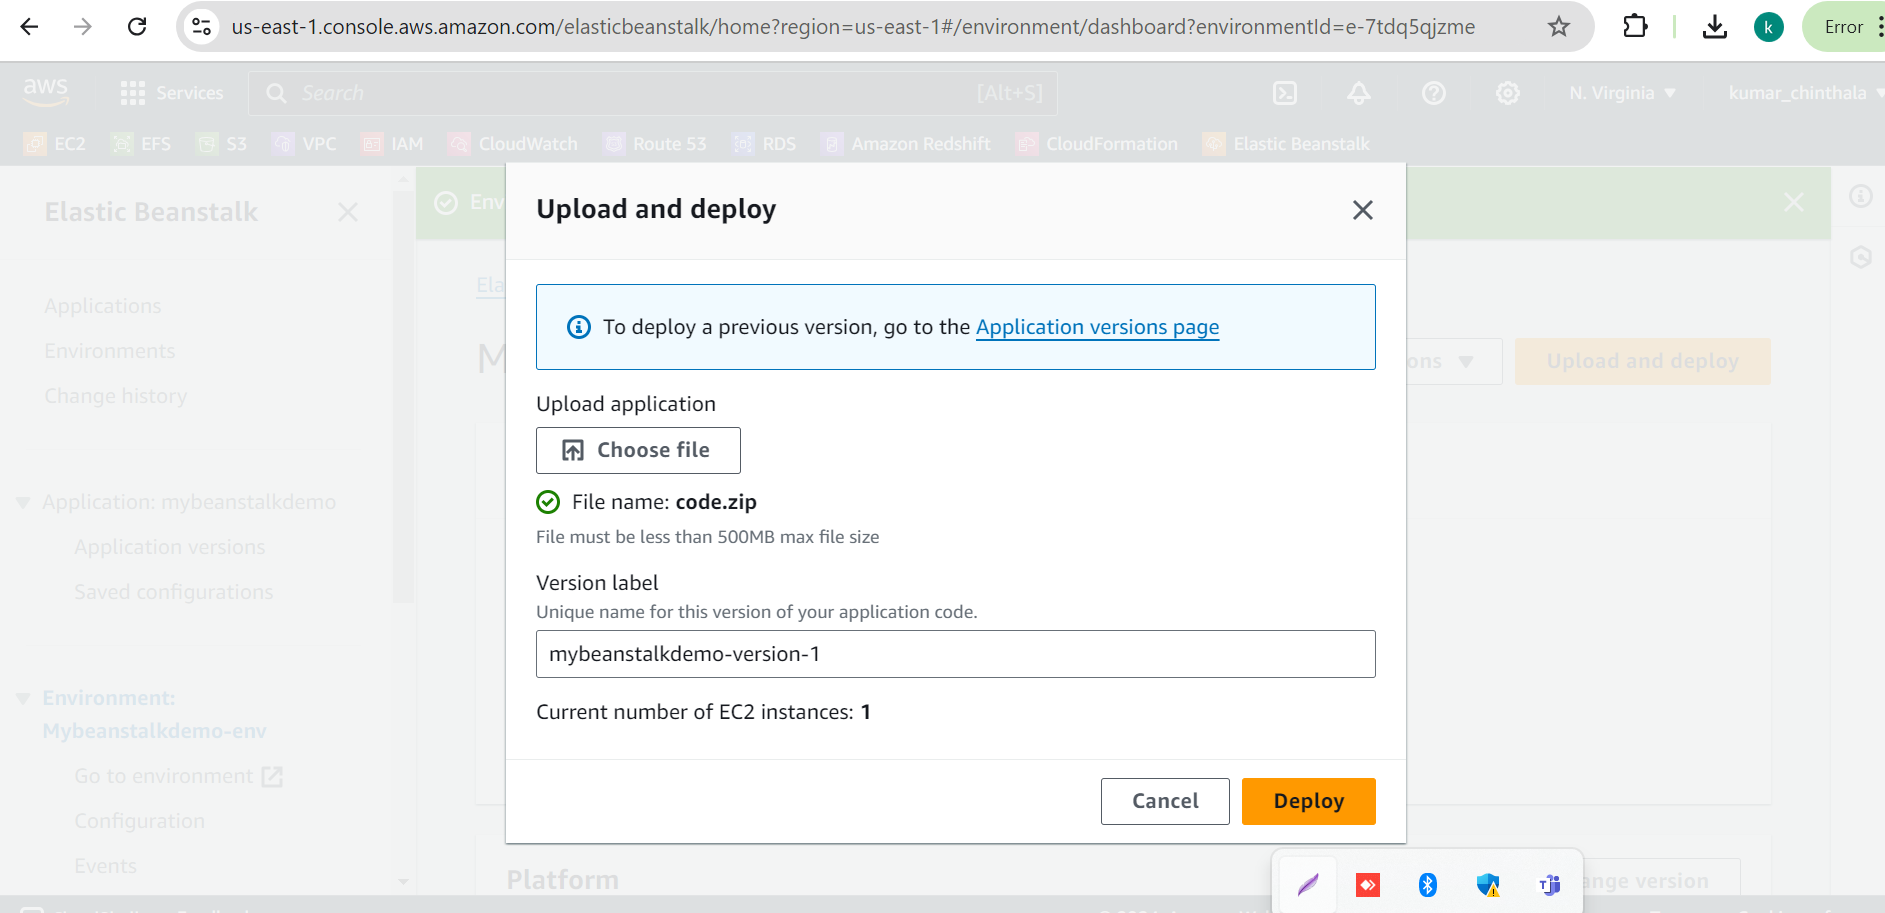 us-east-1.console.aws.amazon.com/elasticbeanstalk/home?region=us-east-1#/environment/dashboard?environmentId=e-7tdq5qjzme
k
Error
aws
Services
Search
[Alt+S]
N. Virginia
kumar_chinthala
EC2
EFS
S3
VPC
IAM
CloudWatch
Route 53
RDS
Amazon Redshift
CloudFormation
Elastic Beanstalk
Elastic Beanstalk
Applications
Environments
Change history
Application: mybeanstalkdemo
Application versions
Saved configurations
Environment:
Mybeanstalkdemo-env
Go to environment
Configuration
Events
Env
Ela
M
ons
Upload and deploy
Upload and deploy
To deploy a previous version, go to the Application versions page
Upload application
Choose file
File name: code.zip
File must be less than 500MB max file size
Version label
Unique name for this version of your application code.
mybeanstalkdemo-version-1
Current number of EC2 instances: 1
Cancel
Deploy
Platform
ange version